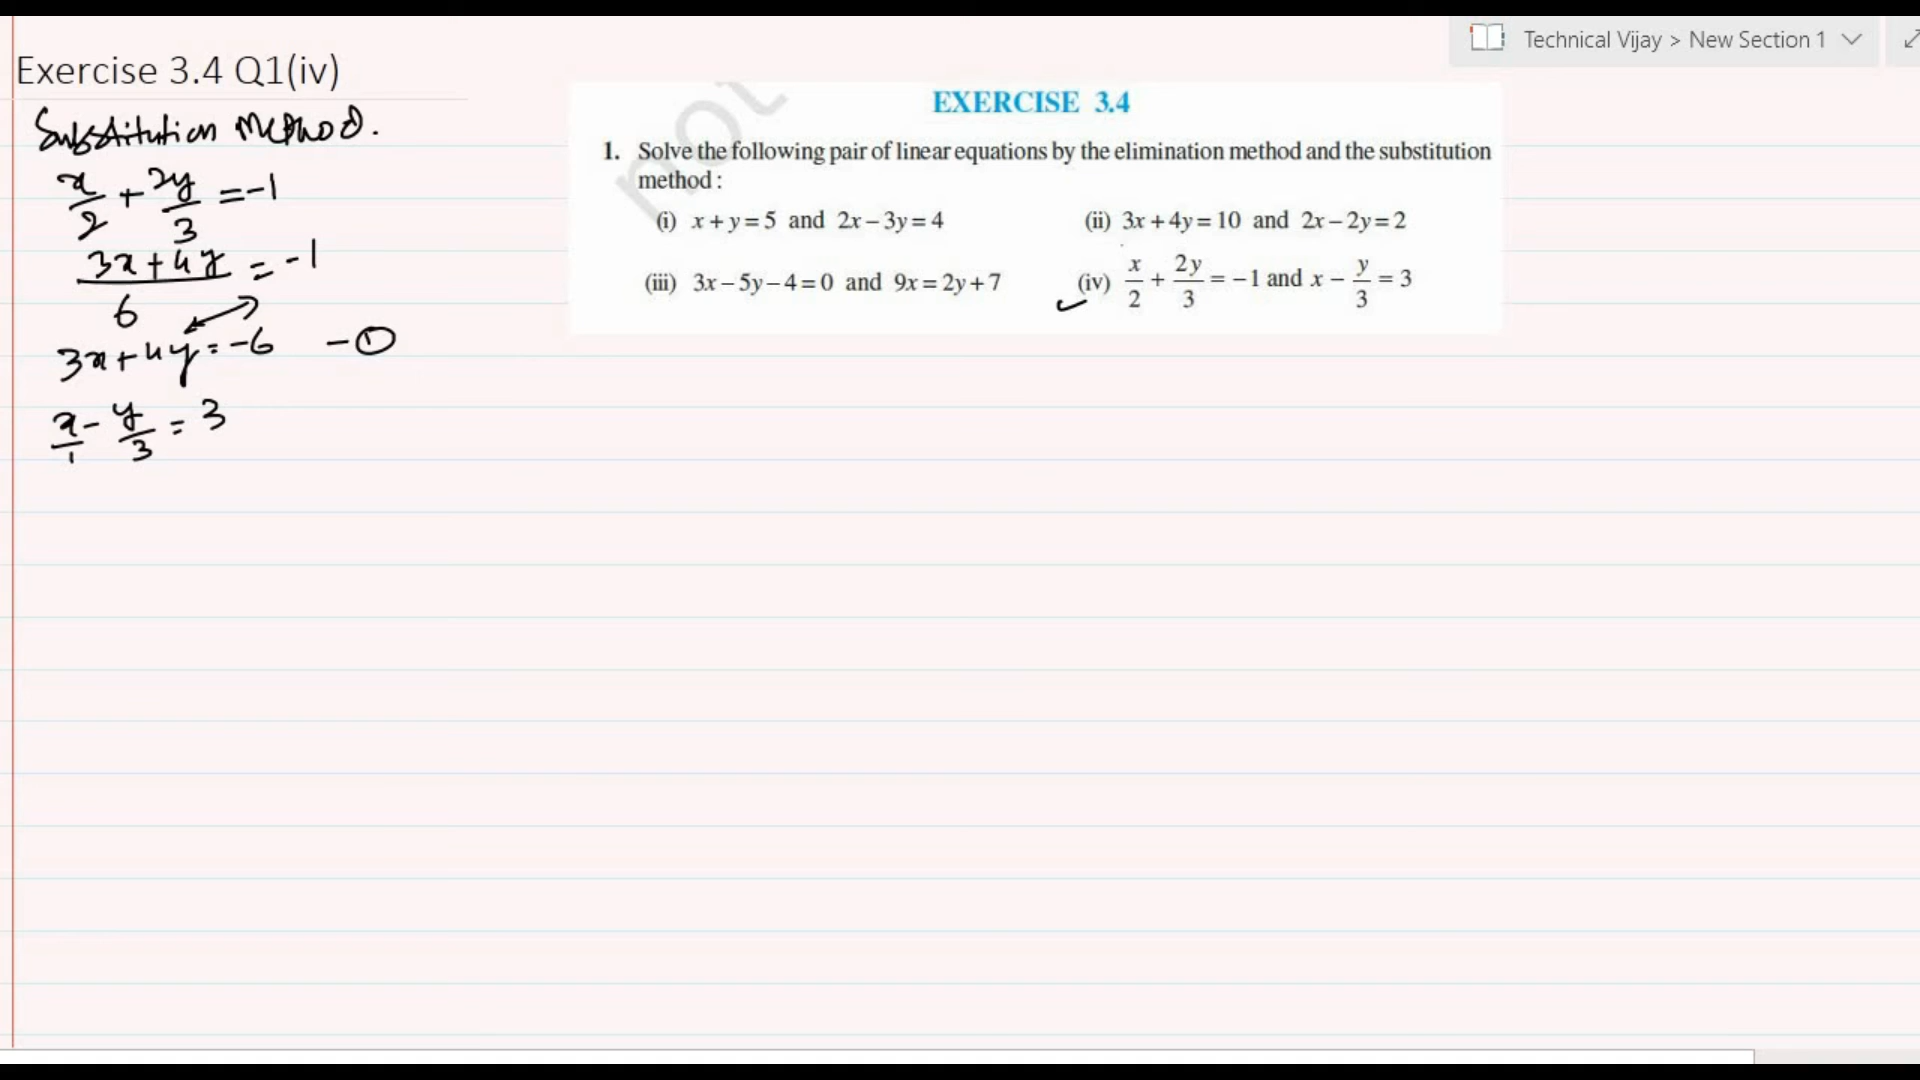 Technical Vijay > New Section 1
Exercise 3.4 Q1(iv)
Substitution Method.
x/2 + 2y/3 = -1
3x + 4y / 6 = -1
3x + 4y = -6 - ①
x/1 - y/3 = 3
not
EXERCISE 3.4
1. Solve the following pair of linear equations by the elimination method and the substitution
method :
(i) x + y = 5 and 2x – 3y = 4 (ii) 3x + 4y = 10 and 2x – 2y = 2
(iii) 3x – 5y – 4 = 0 and 9x = 2y + 7 (iv) x/2 + 2y/3 = –1 and x – y/3 = 3